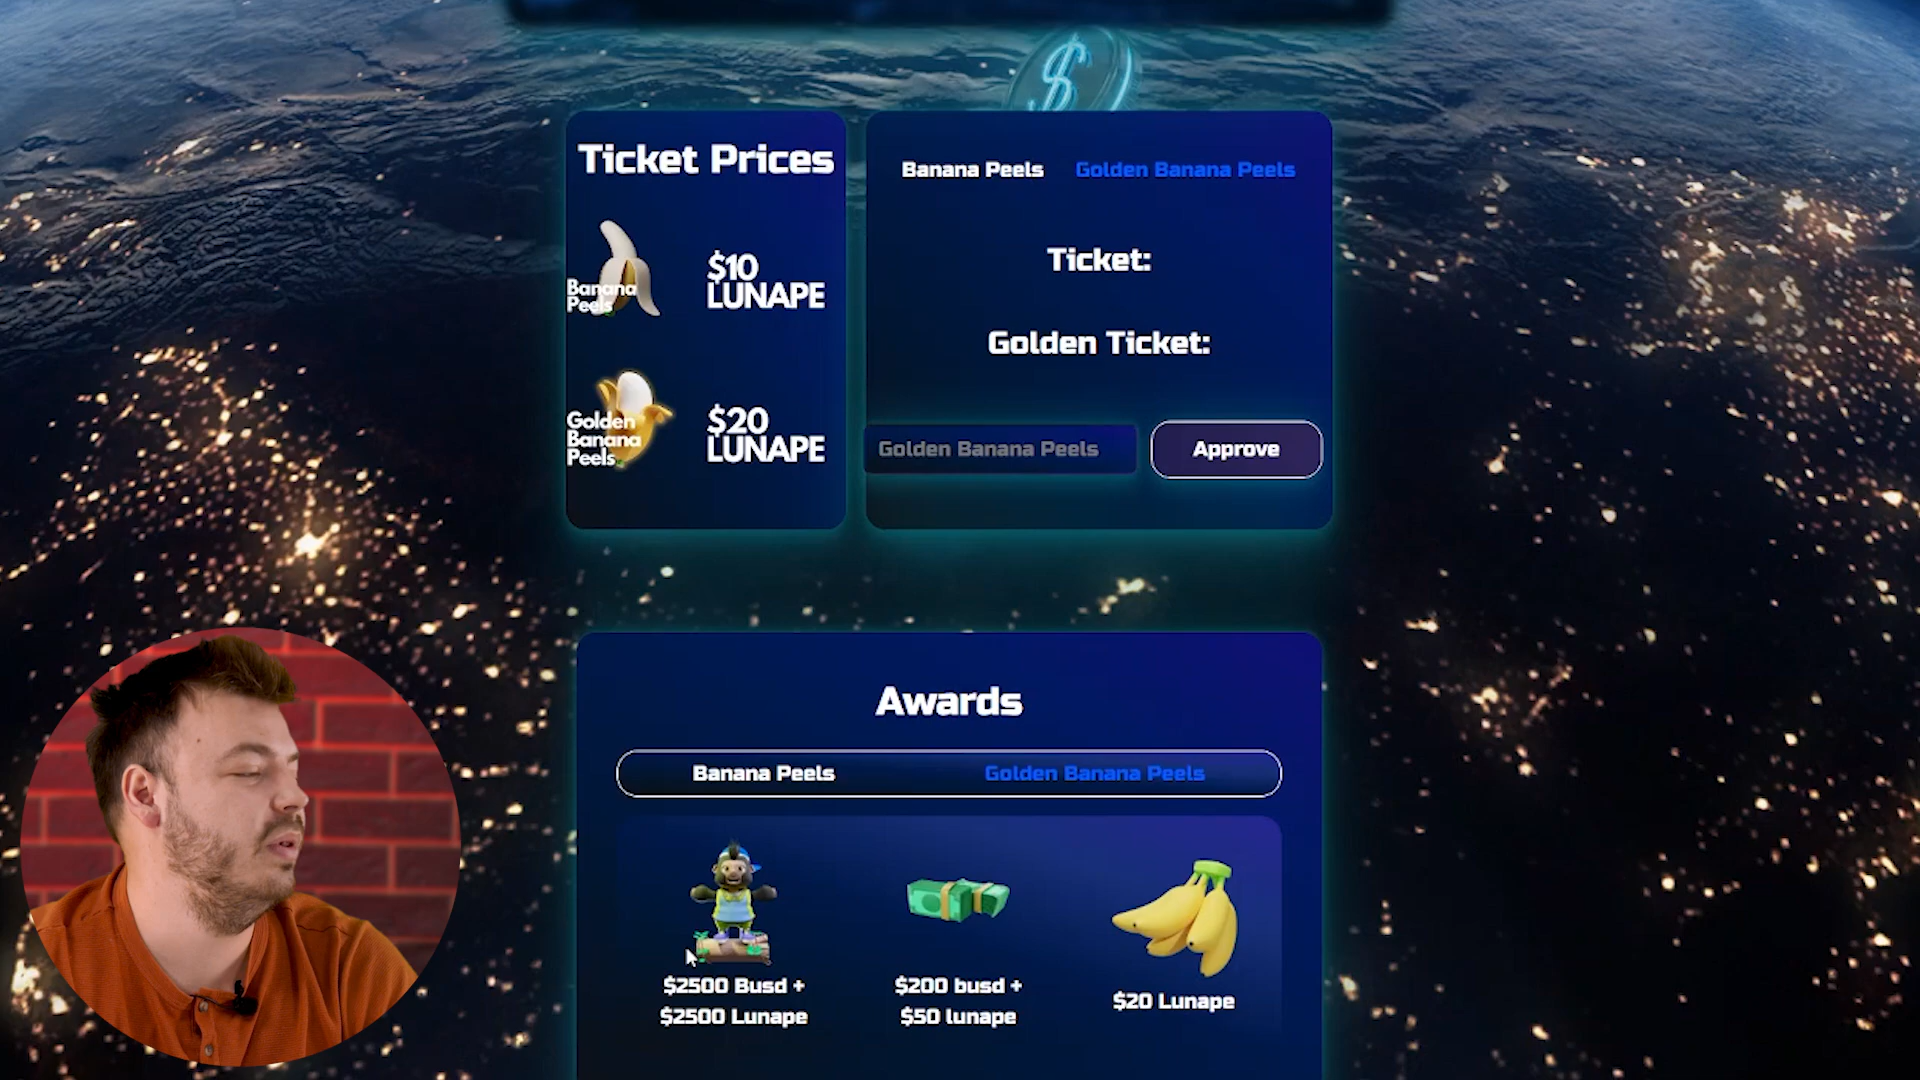 Ticket Prices
Banana
Peels
$10
LUNAPE
Golden
Banana
Peels
$20
LUNAPE
Banana Peels Golden Banana Peels
Ticket:
Golden Ticket:
Golden Banana Peels
Approve
Awards
Banana Peels Golden Banana Peels
$2500 Busd +
$2500 Lunape
$200 busd +
$50 lunape
$20 Lunape